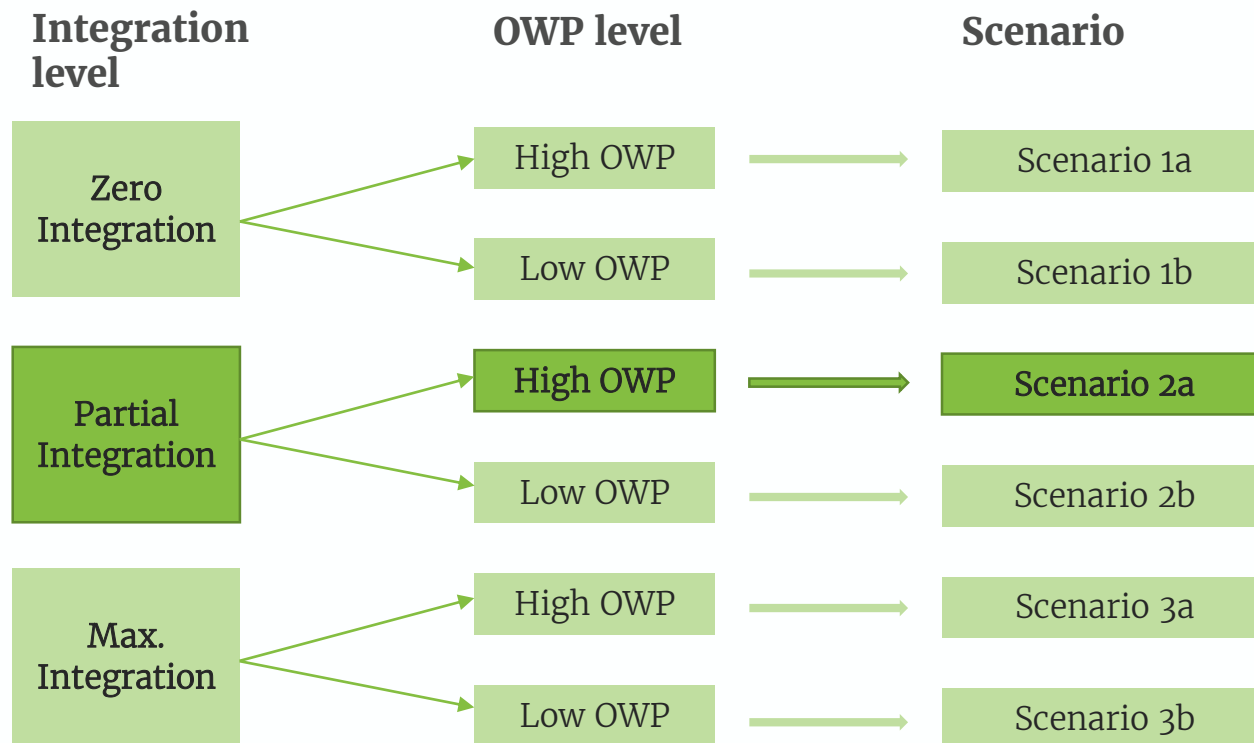 Integration
level
OWP level
Scenario
Zero
Integration
High OWP
Scenario 1a
Low OWP
Scenario 1b
Partial
Integration
High OWP
Scenario 2a
Low OWP
Scenario 2b
Max.
Integration
High OWP
Scenario 3a
Low OWP
Scenario 3b